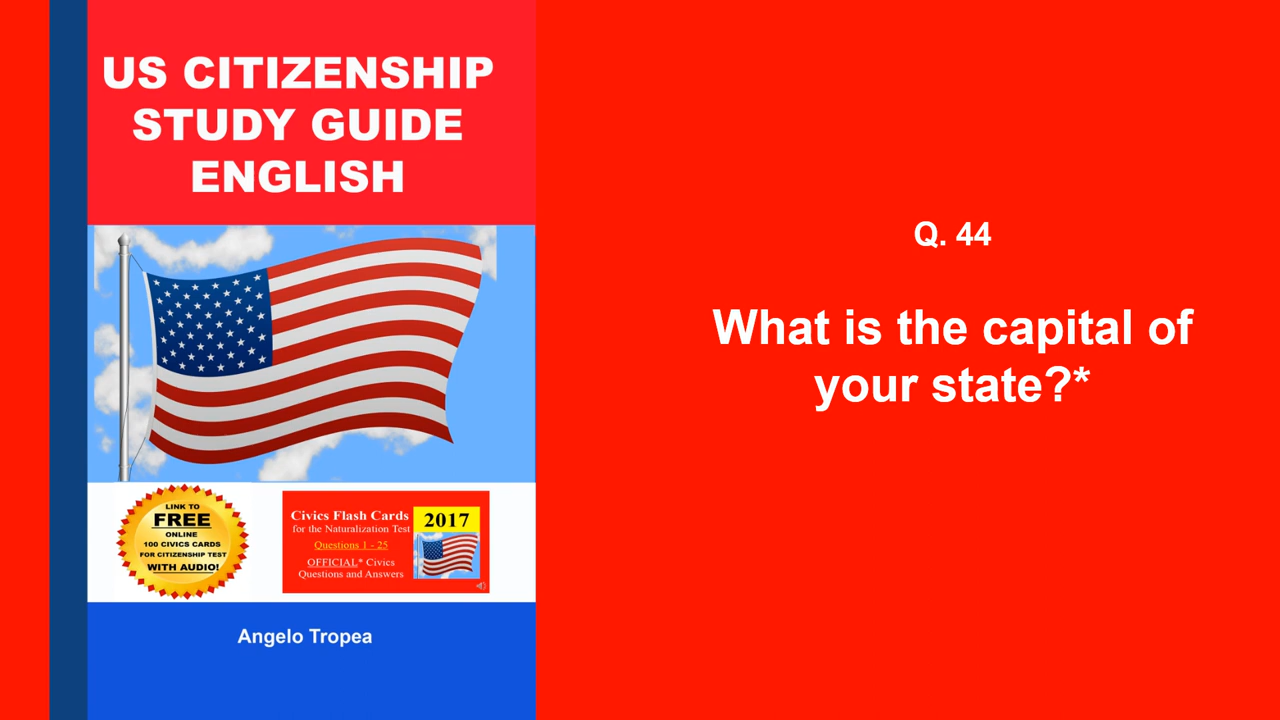 US CITIZENSHIP
STUDY GUIDE
ENGLISH
LINK TO
FREE
ONLINE
100 CIVICS CARDS
FOR CITIZENSHIP TEST
WITH AUDIO!
Civics Flash Cards
for the Naturalization Test
Questions 1 - 25
OFFICIAL* Civics
Questions and Answers
2017
Angelo Tropea
Q. 44
What is the capital of
your state?*